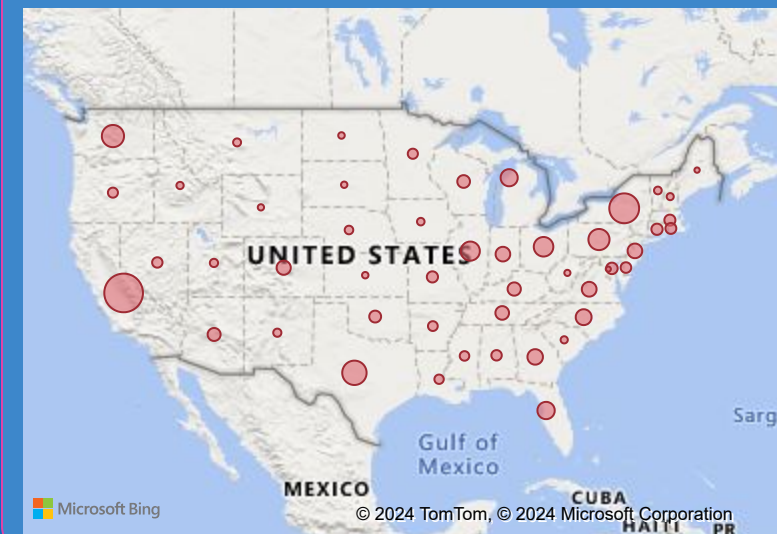 UNITED STATES
Sarg
Gulf of
Mexico
MEXICO
CUBA
Microsoft Bing
© 2024 TomTom, © 2024 Microsoft Corporation
HAITI PR